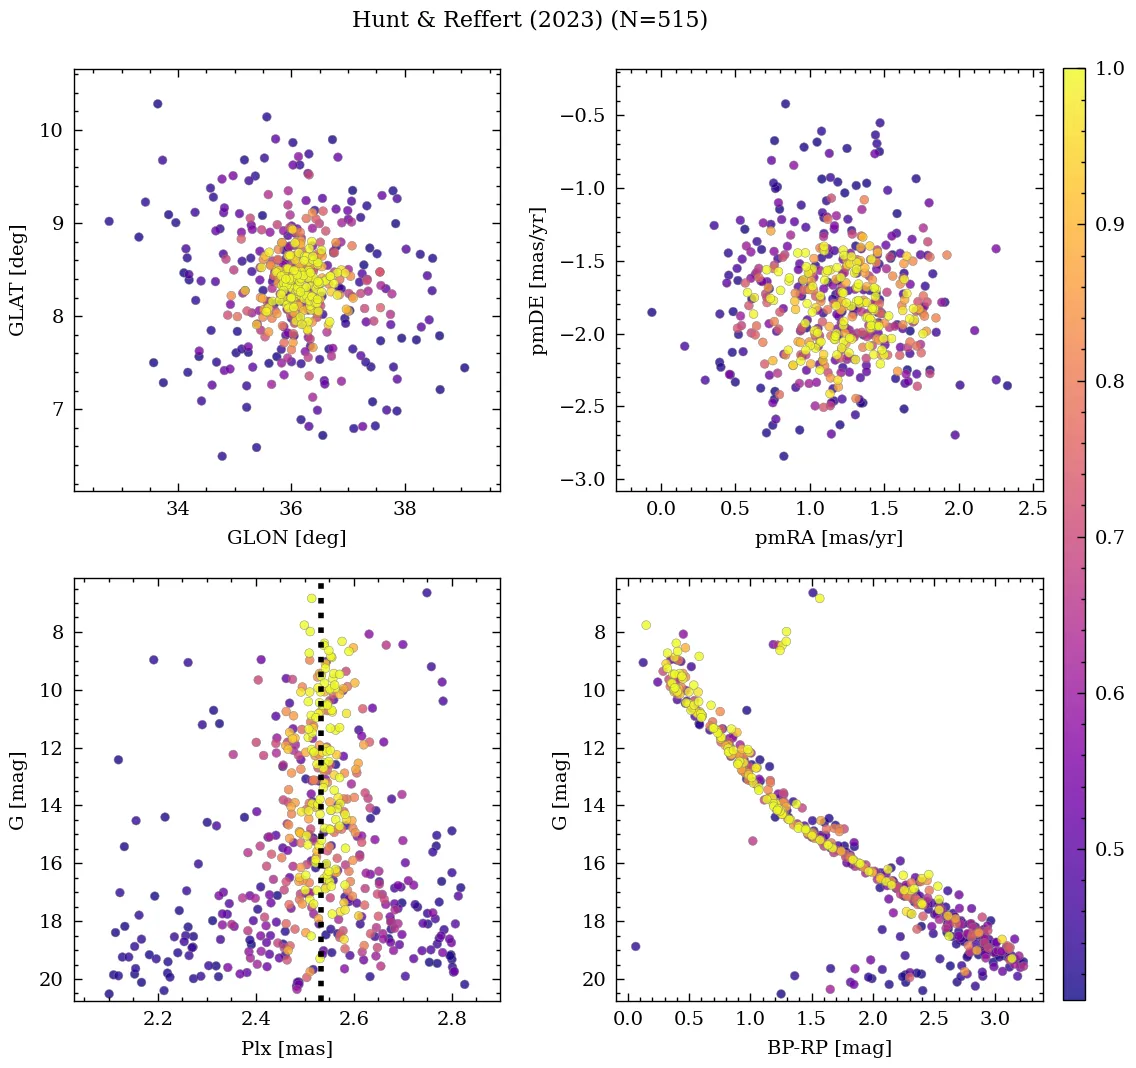 Hunt & Reffert (2023) (N=515)
10
9
8
7
GLAT [deg]
34 36 38
GLON [deg]
−0.5
−1.0
−1.5
−2.0
−2.5
−3.0
pmDE [mas/yr]
0.0 0.5 1.0 1.5 2.0 2.5
pmRA [mas/yr]
8
10
12
14
16
18
20
G [mag]
2.2 2.4 2.6 2.8
Plx [mas]
8
10
12
14
16
18
20
G [mag]
0.0 0.5 1.0 1.5 2.0 2.5 3.0
BP-RP [mag]
1.0
0.9
0.8
0.7
0.6
0.5